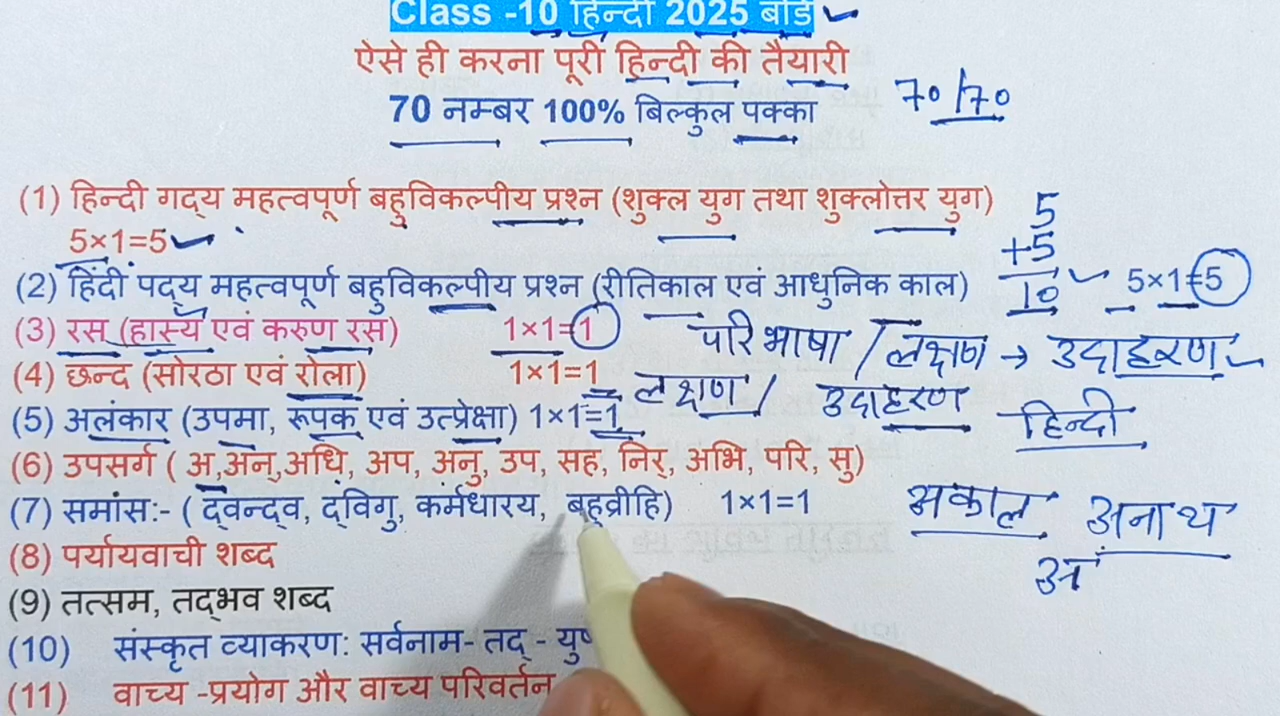 Class -10 हिन्दी 2025 बोर्ड
ऐसे ही करना पूरी हिन्दी की तैयारी
70 नम्बर 100% बिल्कुल पक्का
70/70
(1) हिन्दी गद्य महत्वपूर्ण बहुविकल्पीय प्रश्न (शुक्ल युग तथा शुक्लोत्तर युग)
5×1=5
5
+5
10
(2) हिंदी पद्य महत्वपूर्ण बहुविकल्पीय प्रश्न (रीतिकाल एवं आधुनिक काल) 5×1=5
(3) रस (हास्य एवं करुण रस) 1×1=1 परिभाषा / लक्षण → उदाहरण
(4) छन्द (सोरठा एवं रोला) 1×1=1 लक्षण / उदाहरण
(5) अलंकार (उपमा, रूपक एवं उत्प्रेक्षा) 1×1=1 हिन्दी
(6) उपसर्ग ( अ,अन्,अधि, अप, अनु, उप, सह, निर्, अभि, परि, सु)
(7) समांस:- ( द्वन्द्व, द्विगु, कर्मधारय, बहुव्रीहि) 1×1=1 अकाल अनाथ
(8) पर्यायवाची शब्द
(9) तत्सम, तद्भव शब्द
(10) संस्कृत व्याकरण: सर्वनाम- तद् -
(11) वाच्य -प्रयोग और वाच्य परिवर्तन